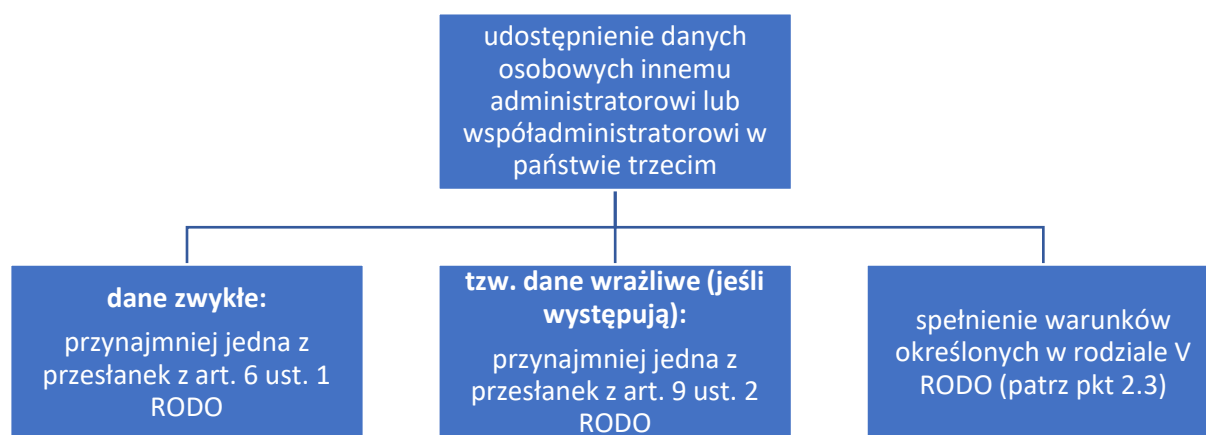 udostępnienie danych
osobowych innemu
administratorowi lub
współadministratorowi w
państwie trzecim
dane zwykłe:
przynajmniej jedna z
przesłanek z art. 6 ust. 1
RODO
tzw. dane wrażliwe (jeśli
występują):
przynajmniej jedna z
przesłanek z art. 9 ust. 2
RODO
spełnienie warunków
określonych w rodziale V
RODO (patrz pkt 2.3)